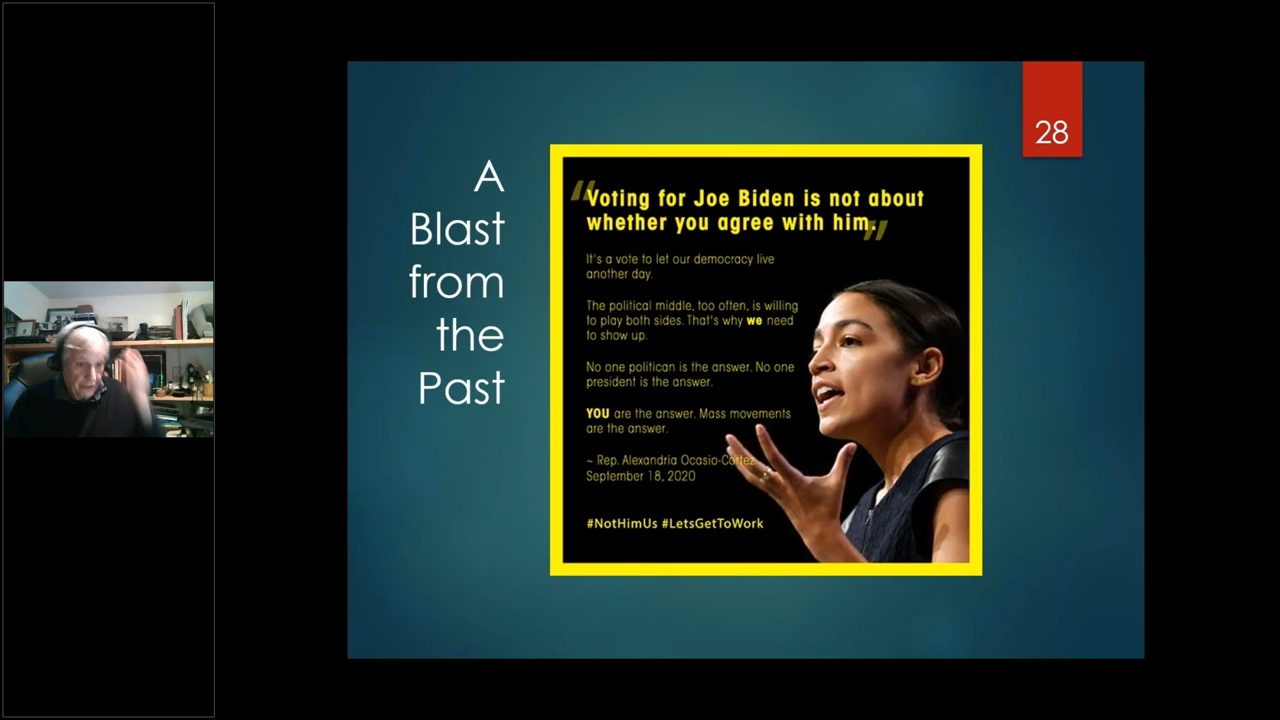 A
Blast
from
the
Past
28
“Voting for Joe Biden is not about
whether you agree with him.”
It's a vote to let our democracy live
another day.
The political middle, too often, is willing
to play both sides. That's why we need
to show up.
No one politican is the answer. No one
president is the answer.
YOU are the answer. Mass movements
are the answer.
~ Rep. Alexandria Ocasio-Cortez
September 18, 2020
#NotHimUs #LetsGetToWork